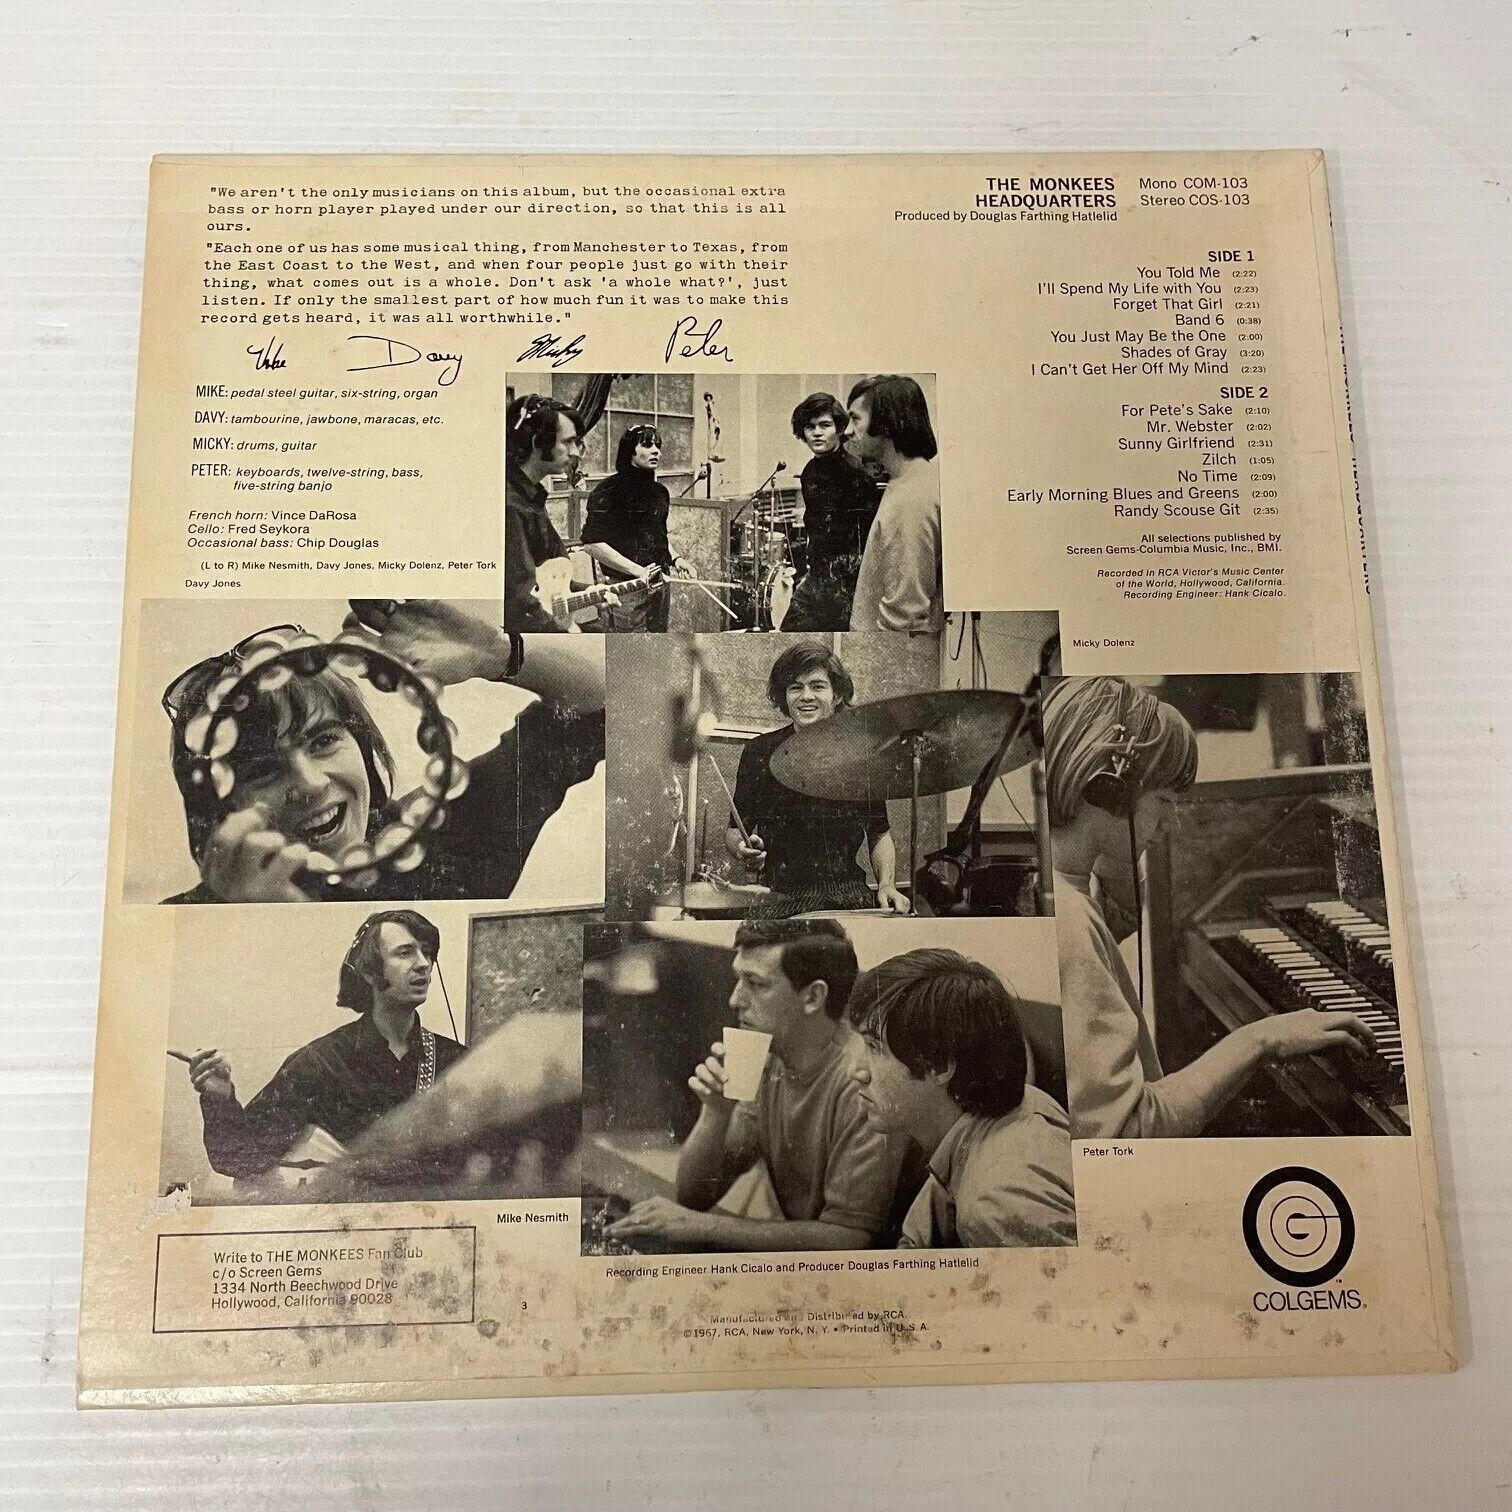 "We aren't the only musicians on this album, but the occasional extra
bass or horn player played under our direction, so that this is all
ours.
"Each one of us has some musical thing, from Manchester to Texas, from
the East Coast to the West, and when four people just go with their
thing, what comes out is a whole. Don't ask 'a whole what?', just
listen. If only the smallest part of how much fun it was to make this
record gets heard, it was all worthwhile."
Mike Davy Micky Peter
MIKE: pedal steel guitar, six-string, organ
DAVY: tambourine, jawbone, maracas, etc.
MICKY: drums, guitar
PETER: keyboards, twelve-string, bass,
five-string banjo
French horn: Vince DaRosa
Cello: Fred Seykora
Occasional bass: Chip Douglas
(L to R) Mike Nesmith, Davy Jones, Micky Dolenz, Peter Tork
Davy Jones
THE MONKEES
HEADQUARTERS
Produced by Douglas Farthing Hatlelid
Mono COM-103
Stereo COS-103
SIDE 1
You Told Me (2:22)
I'll Spend My Life with You (2:23)
Forget That Girl (2:21)
Band 6 (0:38)
You Just May Be the One (2:00)
Shades of Gray (3:20)
I Can't Get Her Off My Mind (2:23)
SIDE 2
For Pete's Sake (2:10)
Mr. Webster (2:02)
Sunny Girlfriend (2:31)
Zilch (1:05)
No Time (2:09)
Early Morning Blues and Greens (2:00)
Randy Scouse Git (2:35)
All selections published by
Screen Gems-Columbia Music, Inc., BMI.
Recorded in RCA Victor's Music Center
of the World, Hollywood, California.
Recording Engineer: Hank Cicalo.
Micky Dolenz
Peter Tork
Mike Nesmith
Recording Engineer Hank Cicalo and Producer Douglas Farthing Hatlelid
Write to THE MONKEES Fan Club
c/o Screen Gems
1334 North Beechwood Drive
Hollywood, California 90028
3
Manufactured and Distributed by RCA.
©1967, RCA, New York, N. Y. • Printed in U.S.A.
CG
TM
COLGEMS®
THE MONKEES HEADQUARTERS